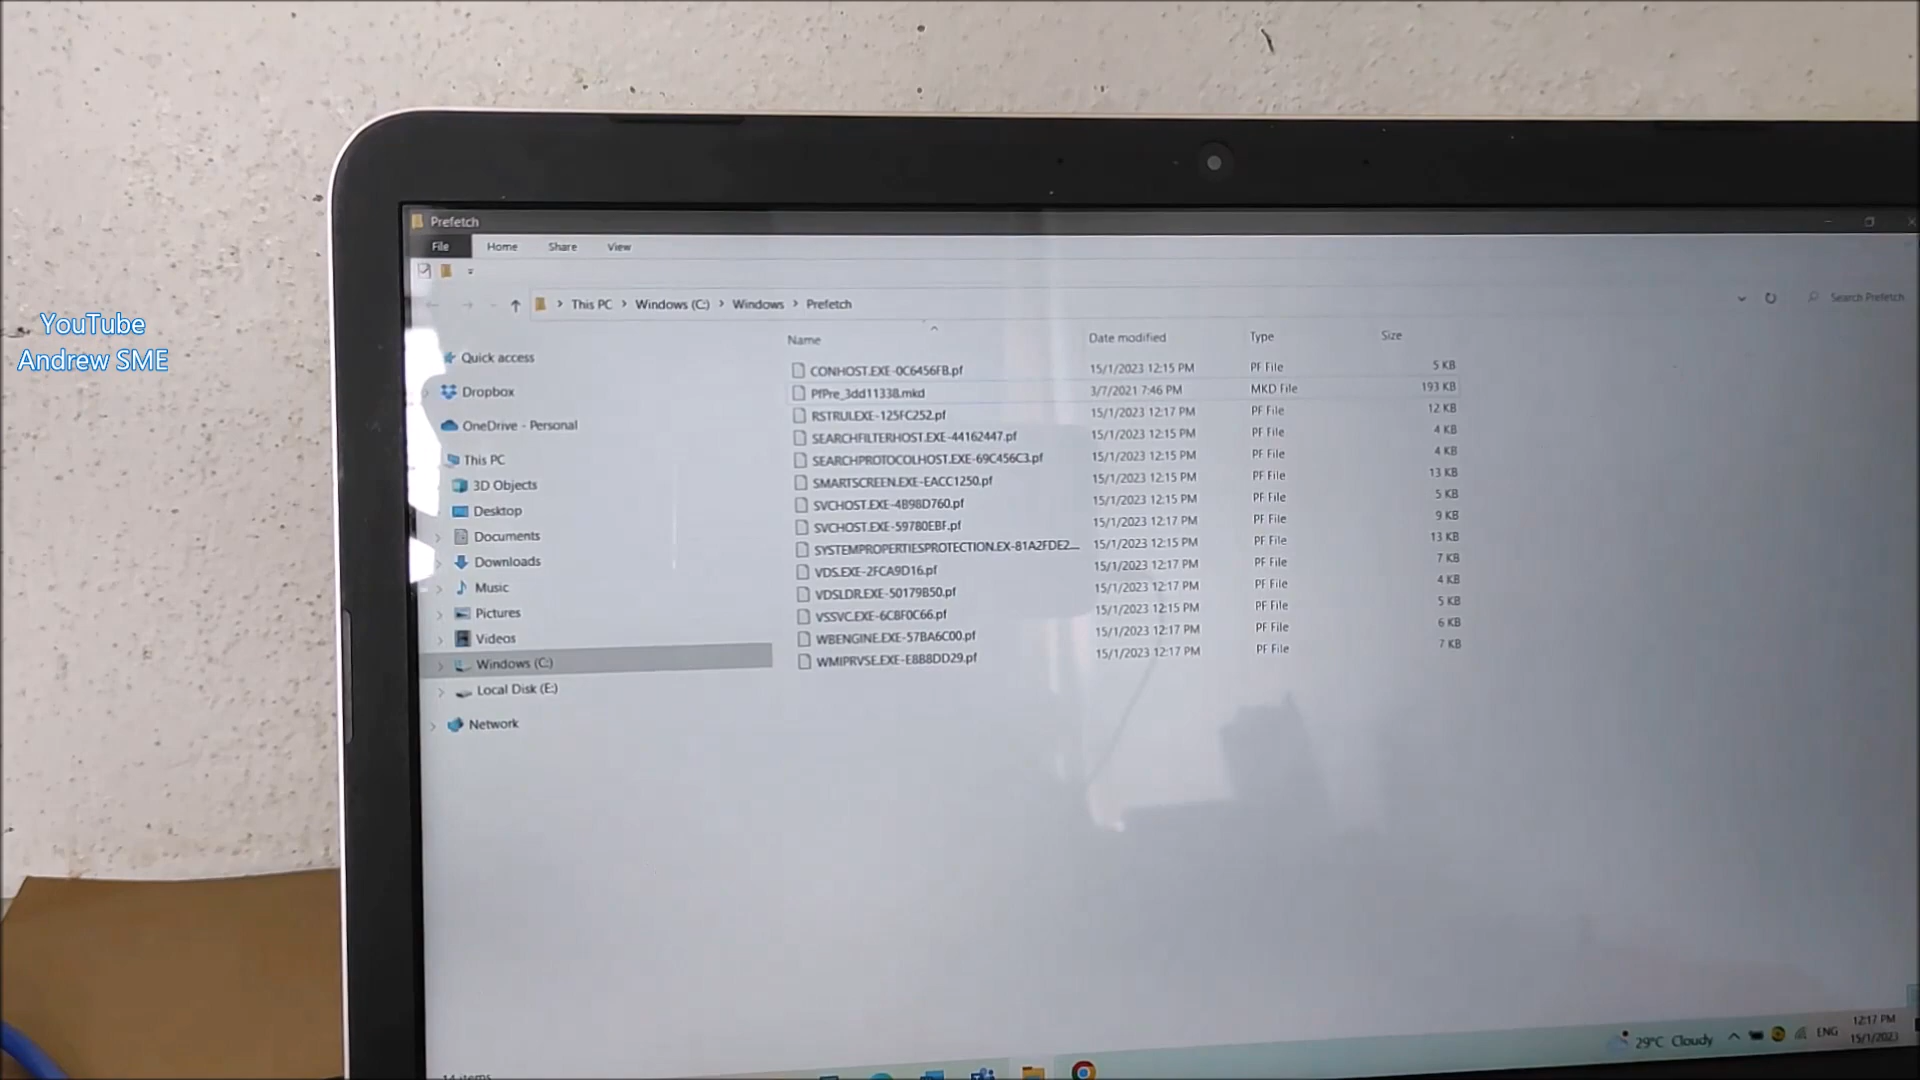 Prefetch
File Home Share View
This PC > Windows (C:) > Windows > Prefetch
Search Prefetch
YouTube
Andrew SME
Quick access
Dropbox
OneDrive - Personal
This PC
3D Objects
Desktop
Documents
Downloads
Music
Pictures
Videos
Windows (C:)
Local Disk (E:)
Network
Name Date modified Type Size
CONHOST.EXE-0C6456FB.pf 15/1/2023 12:15 PM PF File 5 KB
PfPre_3dd11338.mkd 3/7/2021 7:46 PM MKD File 193 KB
RSTRUI.EXE-125FC252.pf 15/1/2023 12:17 PM PF File 12 KB
SEARCHFILTERHOST.EXE-44162447.pf 15/1/2023 12:15 PM PF File 4 KB
SEARCHPROTOCOLHOST.EXE-69C456C3.pf 15/1/2023 12:15 PM PF File 4 KB
SMARTSCREEN.EXE-EACC1250.pf 15/1/2023 12:15 PM PF File 13 KB
SVCHOST.EXE-4B98D760.pf 15/1/2023 12:15 PM PF File 5 KB
SVCHOST.EXE-59780EBF.pf 15/1/2023 12:17 PM PF File 9 KB
SYSTEMPROPERTIESPROTECTION.EX-81A2FDE2... 15/1/2023 12:15 PM PF File 13 KB
VDS.EXE-2FCA9D16.pf 15/1/2023 12:17 PM PF File 7 KB
VDSLDR.EXE-50179B50.pf 15/1/2023 12:17 PM PF File 4 KB
VSSVC.EXE-6C8F0C66.pf 15/1/2023 12:15 PM PF File 5 KB
WBENGINE.EXE-57BA6C00.pf 15/1/2023 12:17 PM PF File 6 KB
WMIPRVSE.EXE-E8B8DD29.pf 15/1/2023 12:17 PM PF File 7 KB
14 items
29°C Cloudy ENG
12:17 PM
15/1/2023